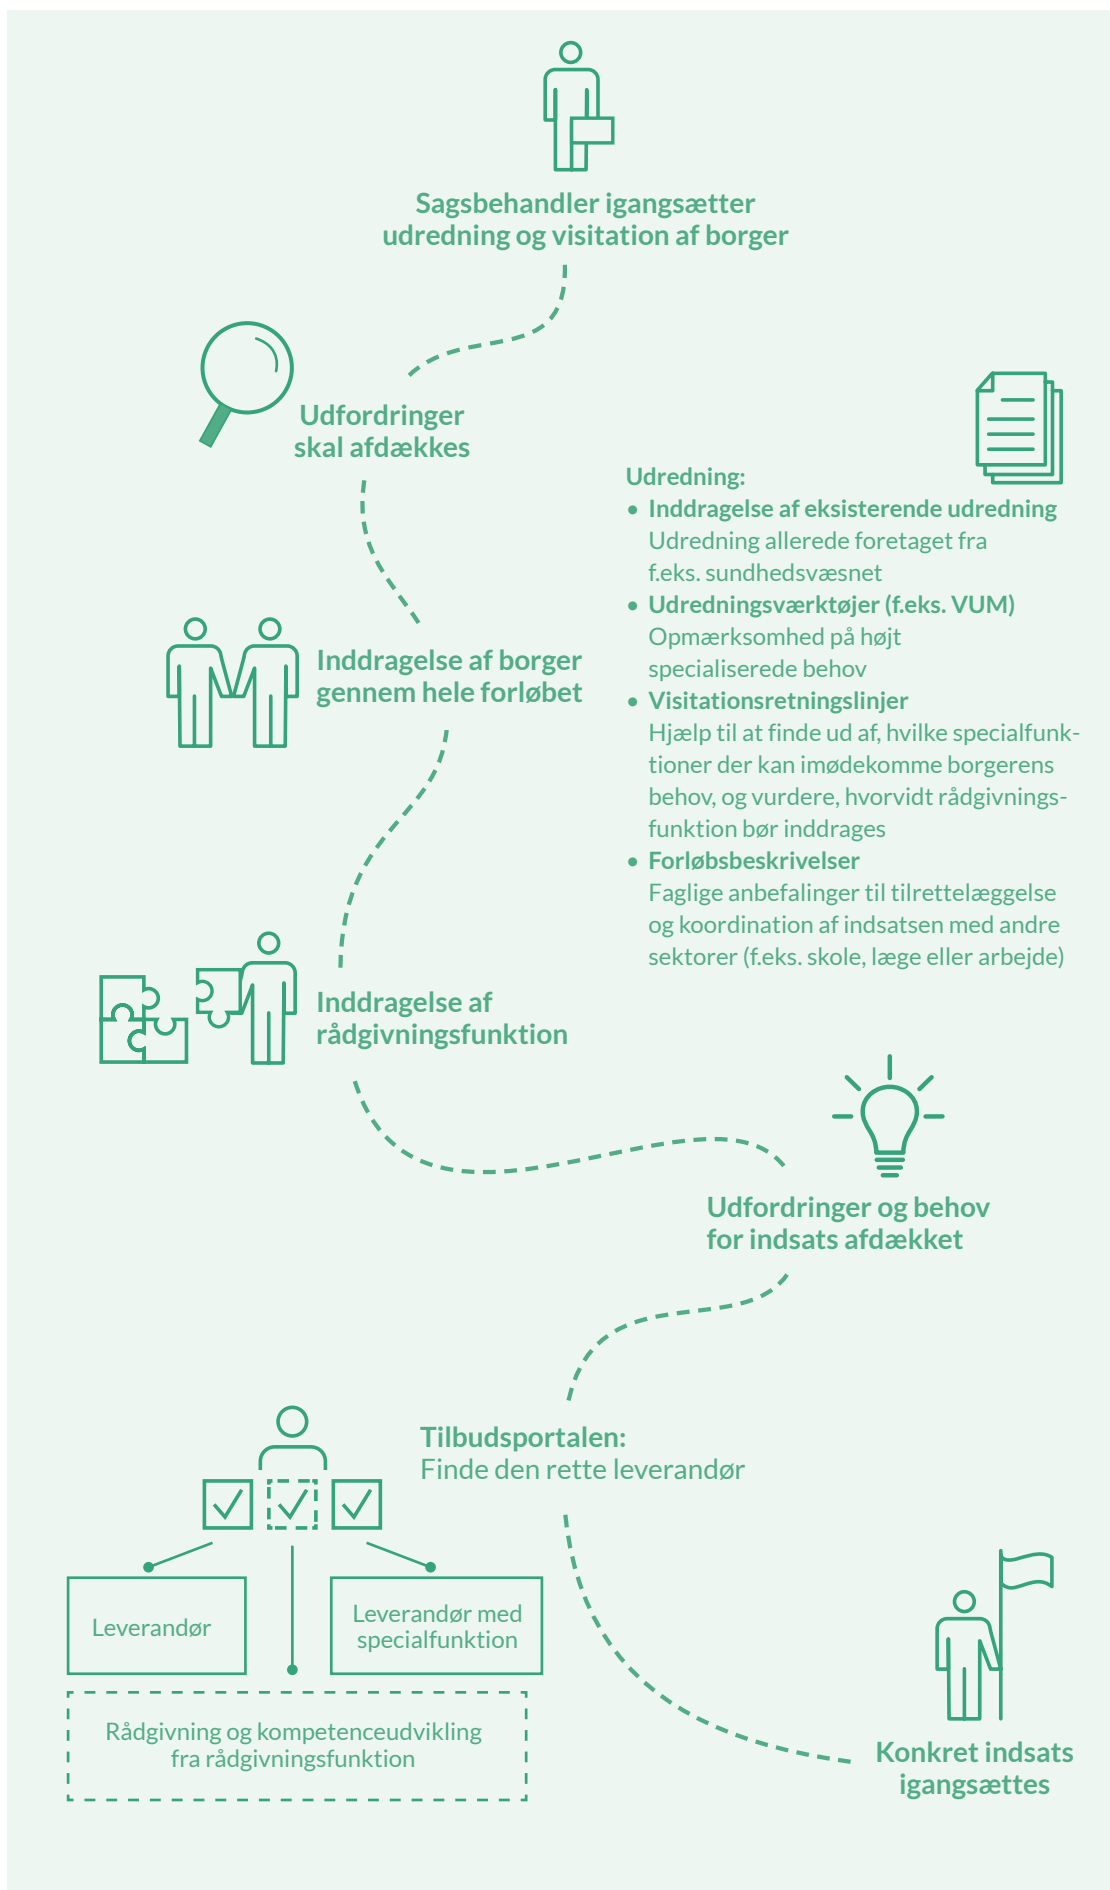 Sagsbehandler igangsætter
udredning og visitation af borger
Udfordringer
skal afdækkes
Udredning:
• Inddragelse af eksisterende udredning
Udredning allerede foretaget fra
f.eks. sundhedsvæsnet
• Udredningsværktøjer (f.eks. VUM)
Opmærksomhed på højt
specialiserede behov
• Visitationsretningslinjer
Hjælp til at finde ud af, hvilke specialfunk-
tioner der kan imødekomme borgerens
behov, og vurdere, hvorvidt rådgivnings-
funktion bør inddrages
• Forløbsbeskrivelser
Faglige anbefalinger til tilrettelæggelse
og koordination af indsatsen med andre
sektorer (f.eks. skole, læge eller arbejde)
Inddragelse af borger
gennem hele forløbet
Inddragelse af
rådgivningsfunktion
Udfordringer og behov
for indsats afdækket
Tilbudsportalen:
Finde den rette leverandør
Leverandør
Leverandør med
specialfunktion
Rådgivning og kompetenceudvikling
fra rådgivningsfunktion
Konkret indsats
igangsættes